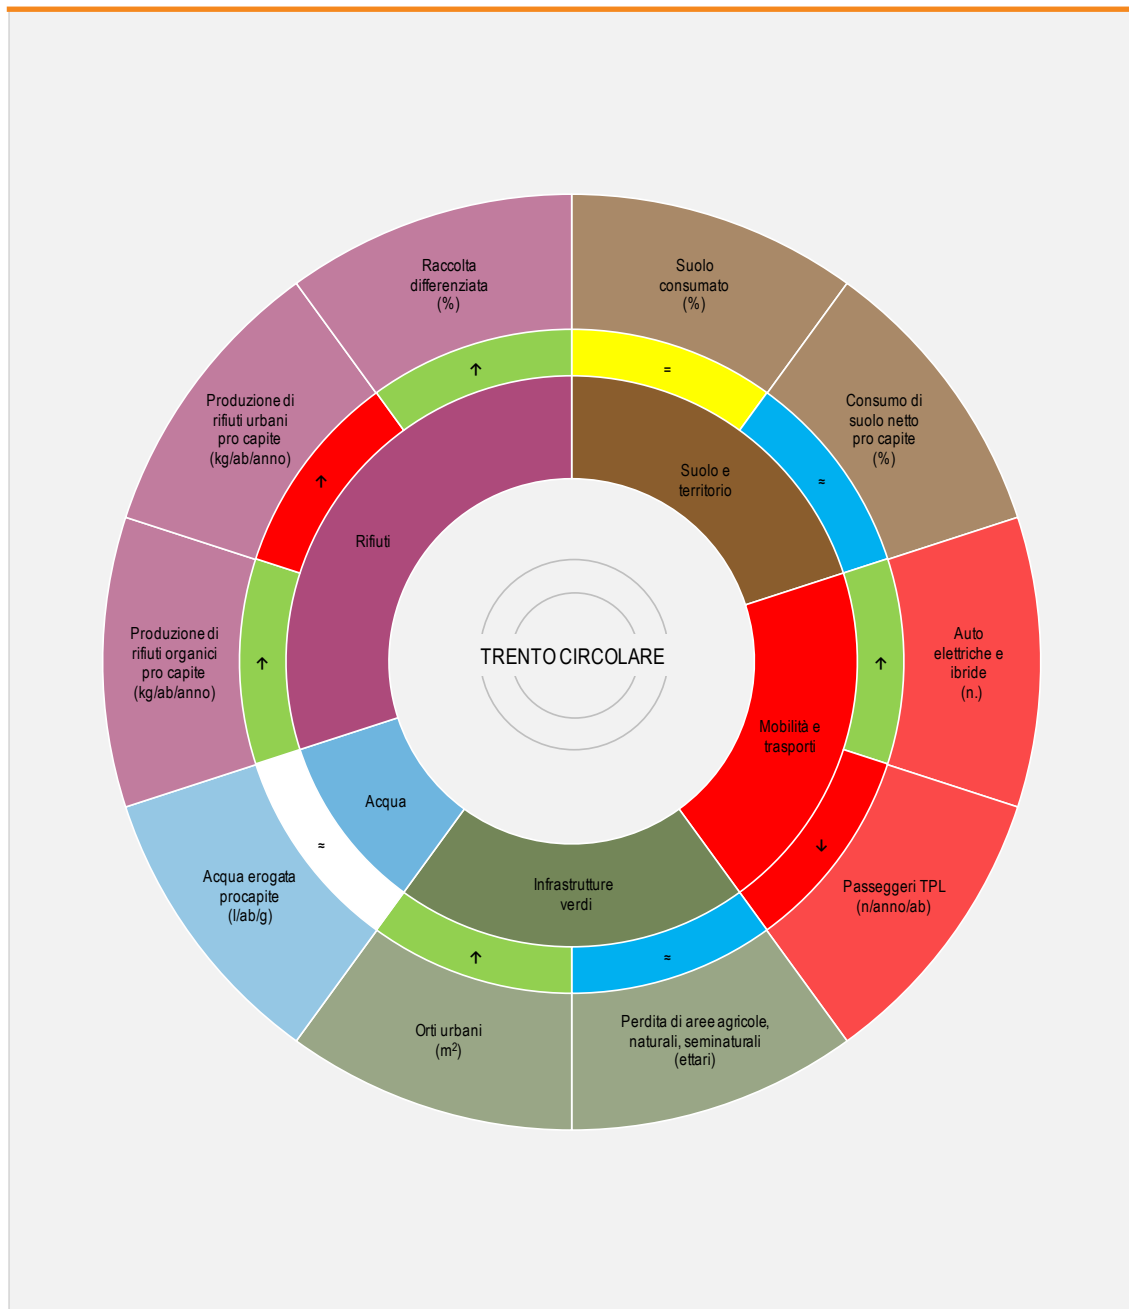 Raccolta
differenziata
(%)
↑
Suolo
consumato
(%)
=
Produzione di
rifiuti urbani
pro capite
(kg/ab/anno)
↑
Consumo di
suolo netto
pro capite
(%)
≈
Suolo e
territorio
Rifiuti
Produzione di
rifiuti organici
pro capite
(kg/ab/anno)
↑
TRENTO CIRCOLARE
Auto
elettriche e
ibride
(n.)
↑
Mobilità e
trasporti
Acqua
Acqua erogata
procapite
(l/ab/g)
≈
Passeggeri TPL
(n/anno/ab)
↓
Infrastrutture
verdi
Orti urbani
(m²)
↑
Perdita di aree agricole,
naturali, seminaturali
(ettari)
≈